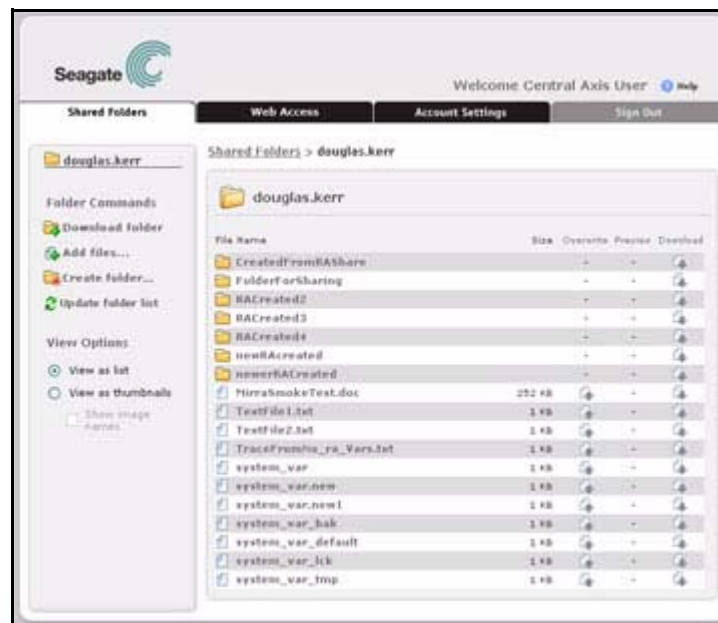 Seagate
Welcome Central Axis User Help
Shared Folders Web Access Account Settings Sign Out
douglas.kerr
Folder Commands
Download folder
Add files...
Create folder...
Update folder list
View Options
View as list
View as thumbnails
Show image names
Shared Folders > douglas.kerr
douglas.kerr
File Name Size Overwrite Preview Download
CreatedFromRAShare - -
FolderForSharing - -
RACreated2 - -
RACreated3 - -
RACreated4 - -
newRAcreated - -
newerRACreated - -
MirraSmokeTest.doc 252 KB -
TestFile1.txt 1 KB -
TestFile2.txt 1 KB -
1 KB -
system_var 1 KB -
system_var.new 1 KB -
system_var.new1 1 KB -
system_var_bak 1 KB -
system_var_default 1 KB -
system_var_lck 1 KB -
system_var_tmp 1 KB -